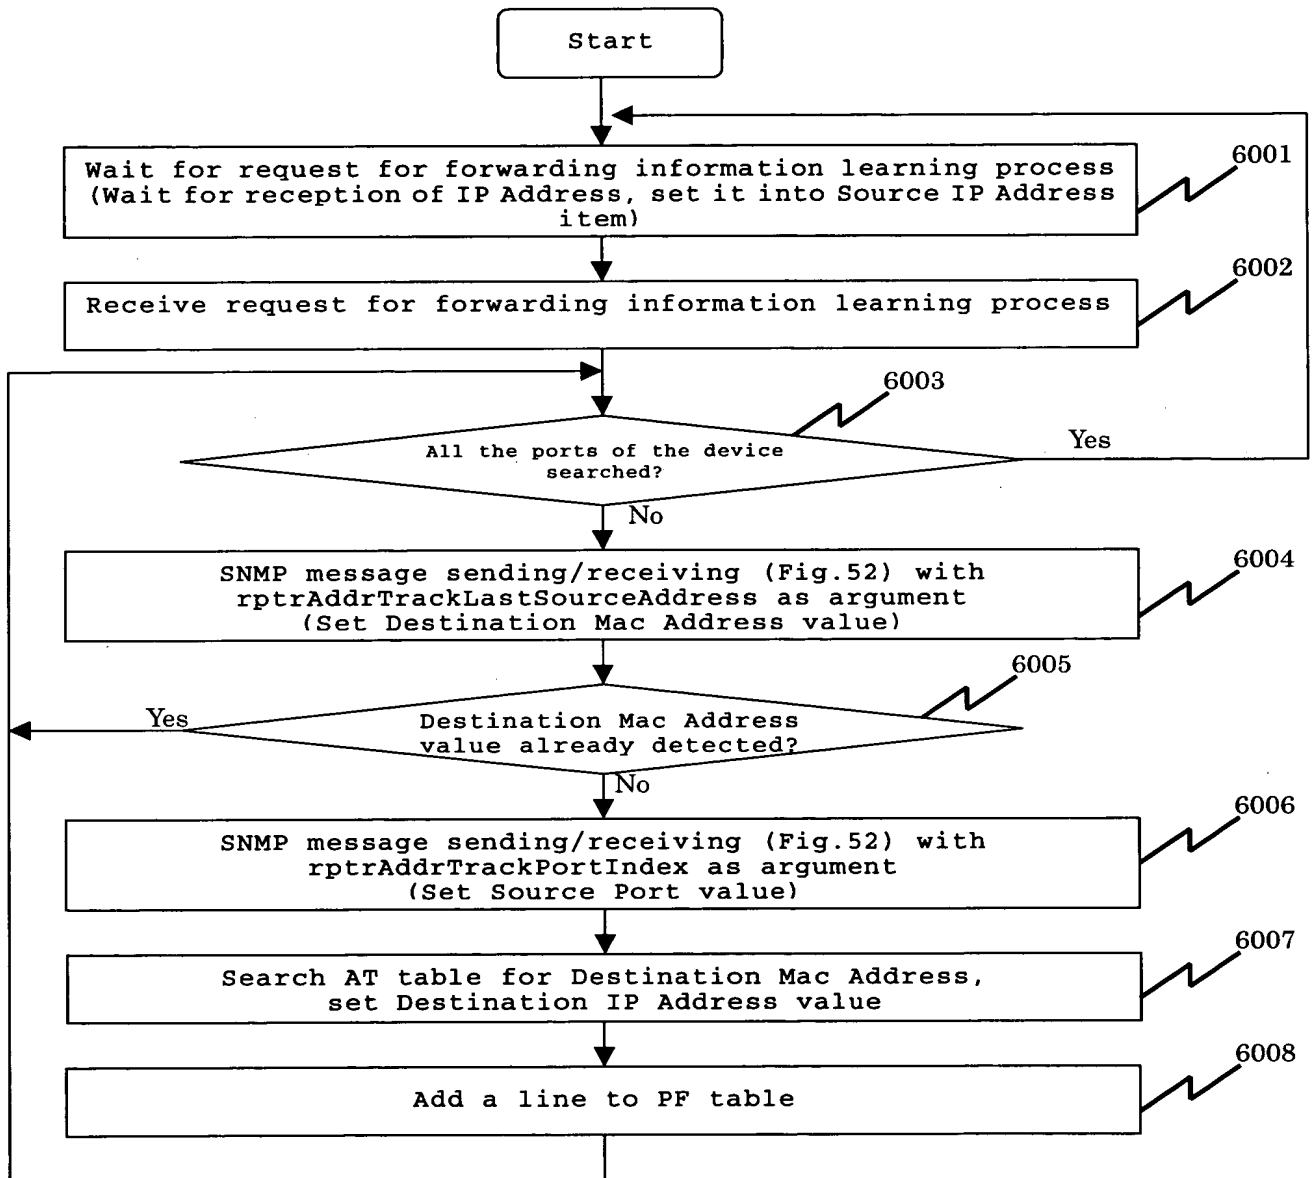 Start
Wait for request for forwarding information learning process
(Wait for reception of IP Address, set it into Source IP Address
item)
6001
Receive request for forwarding information learning process
6002
All the ports of the device
searched?
6003
Yes
No
SNMP message sending/receiving (Fig.52) with
rptrAddrTrackLastSourceAddress as argument
(Set Destination Mac Address value)
6004
Destination Mac Address
value already detected?
6005
Yes
No
SNMP message sending/receiving (Fig.52) with
rptrAddrTrackPortIndex as argument
(Set Source Port value)
6006
Search AT table for Destination Mac Address,
set Destination IP Address value
6007
Add a line to PF table
6008